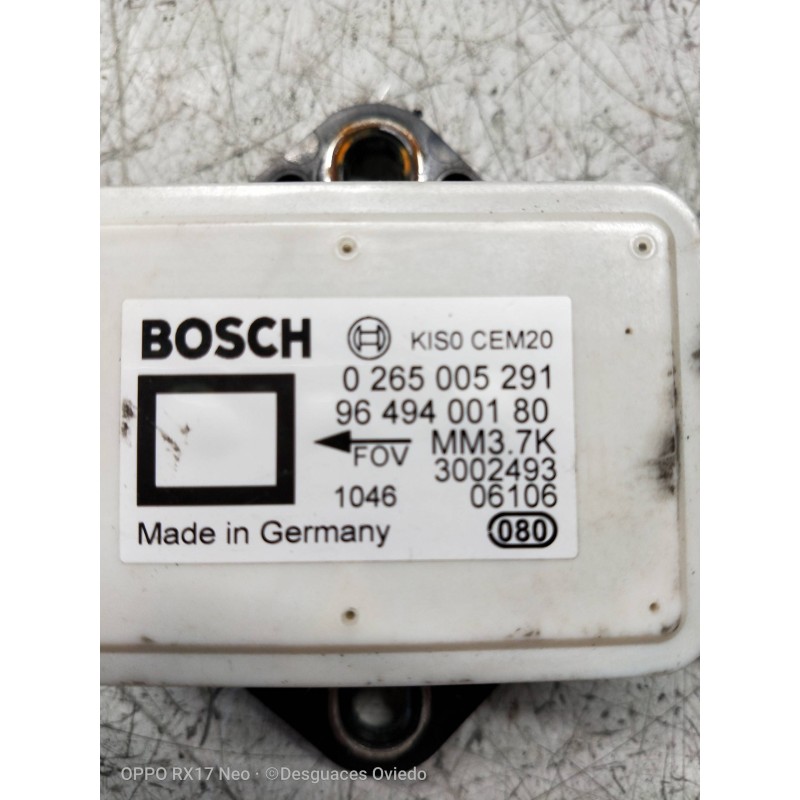 BOSCH KIS0 CEM20
0 265 005 291
96 494 001 80
FOV MM3.7K
3002493
1046 06106
Made in Germany 080
OPPO RX17 Neo · ©Desguaces Oviedo